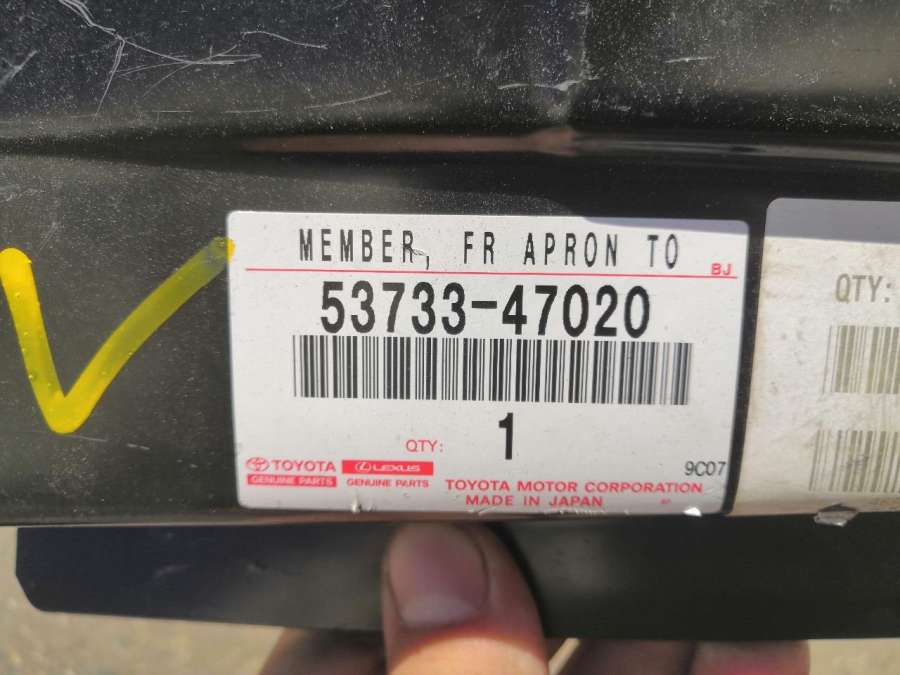 MEMBER, FR APRON TO
BJ
53733-47020
QTY: 1
9C07
TOYOTA
GENUINE PARTS
LEXUS
GENUINE PARTS
TOYOTA MOTOR CORPORATION
MADE IN JAPAN
QTY: